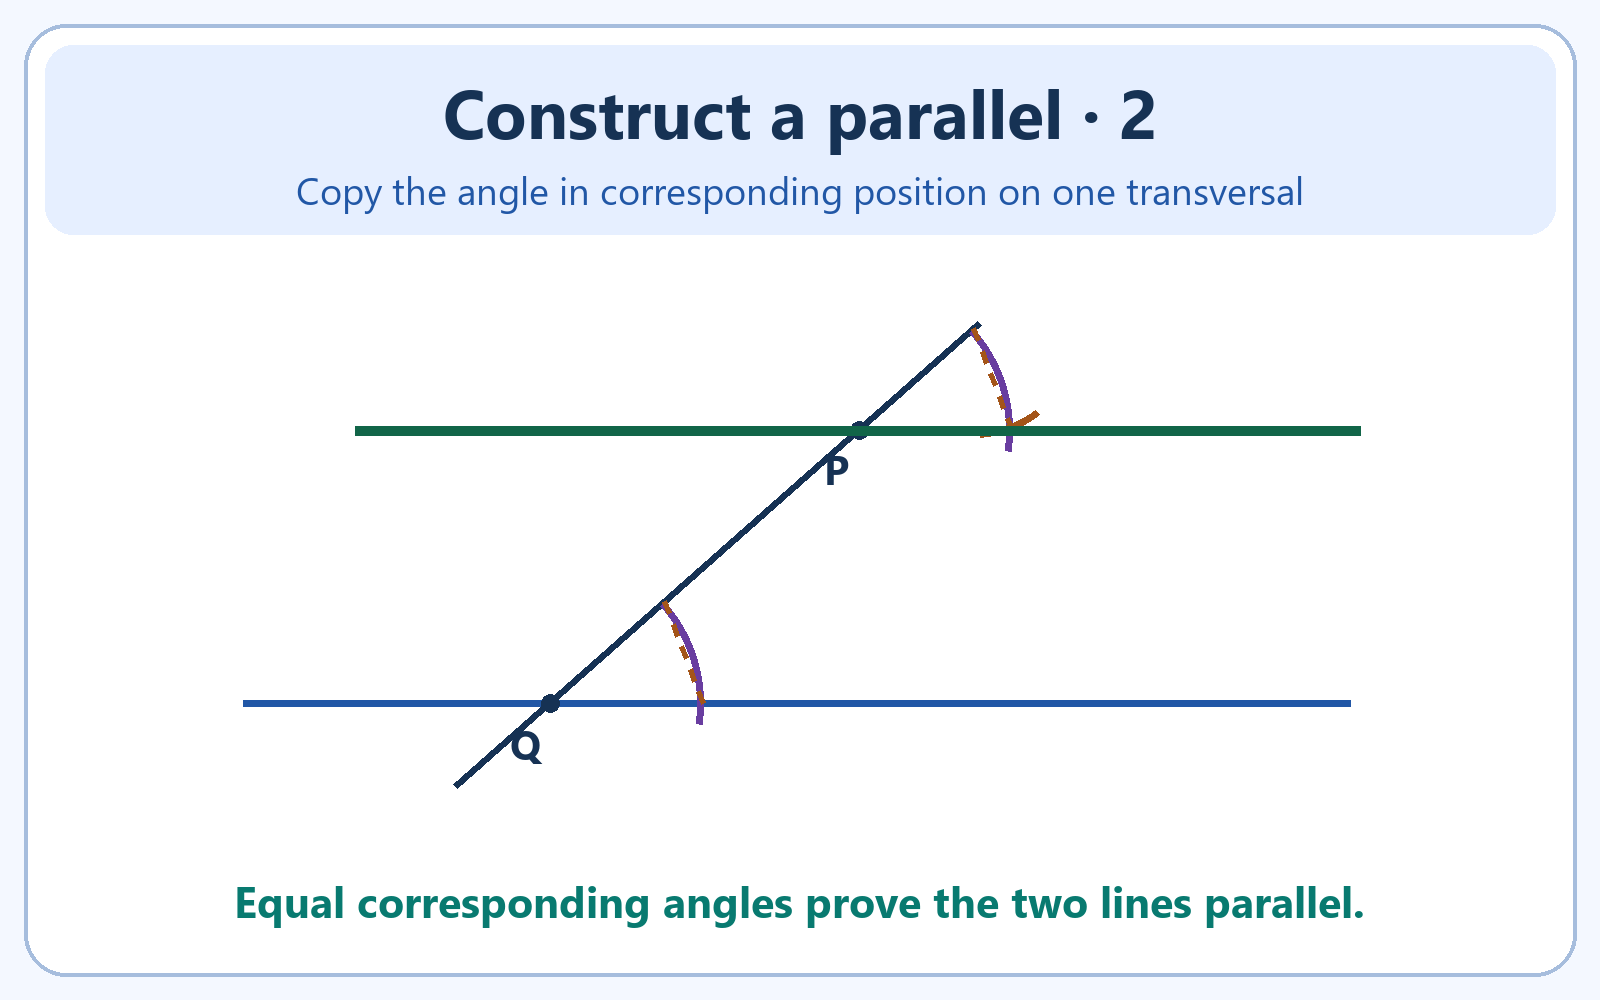 Construct a parallel · 2
Copy the angle in corresponding position on one transversal
P
Q
Equal corresponding angles prove the two lines parallel.